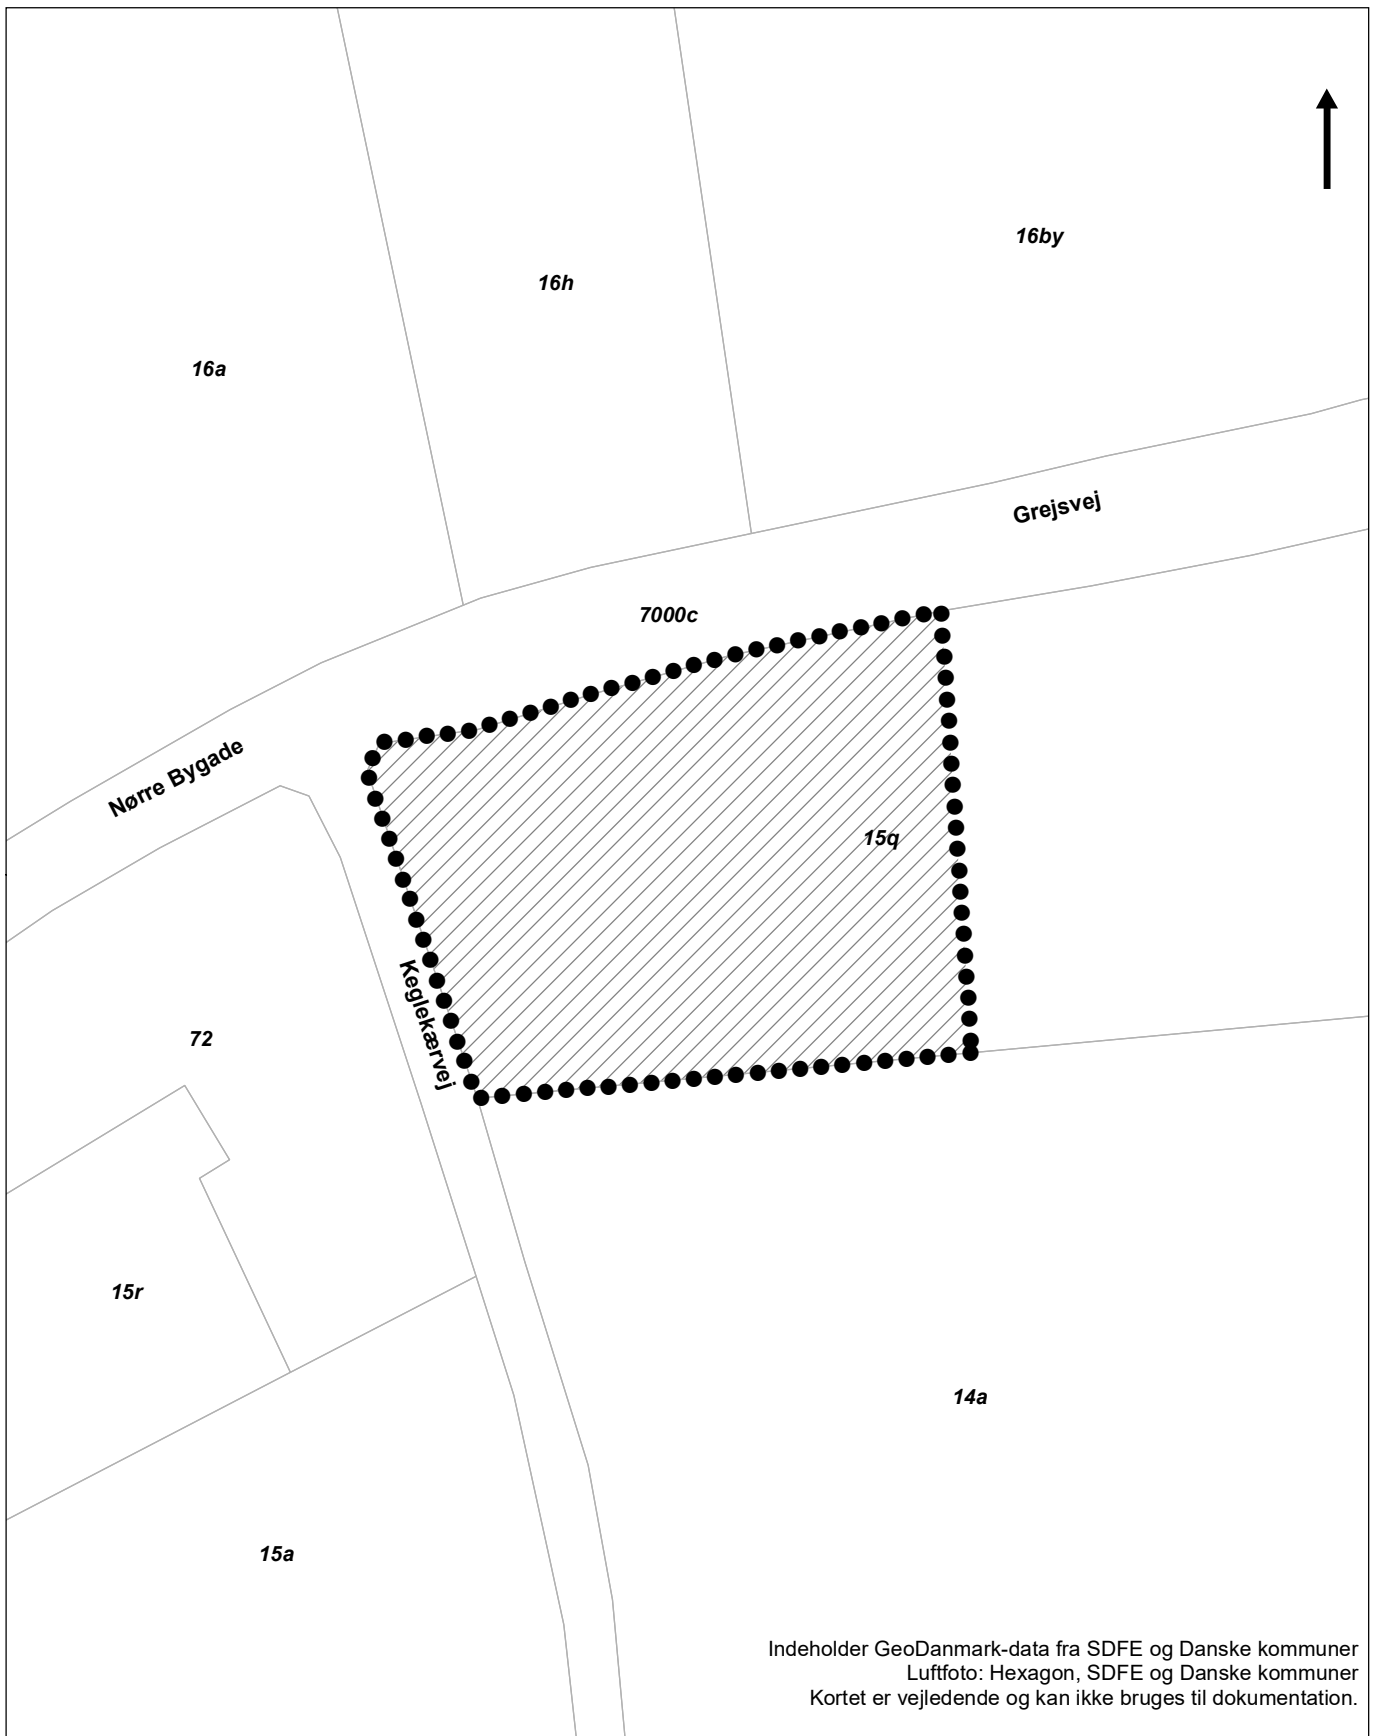 16by
16h
16a
Grejsvej
7000c
Nørre Bygade
15q
Keglekærvej
72
15r
14a
15a
Indeholder GeoDanmark-data fra SDFE og Danske kommuner
Luftfoto: Hexagon, SDFE og Danske kommuner
Kortet er vejledende og kan ikke bruges til dokumentation.